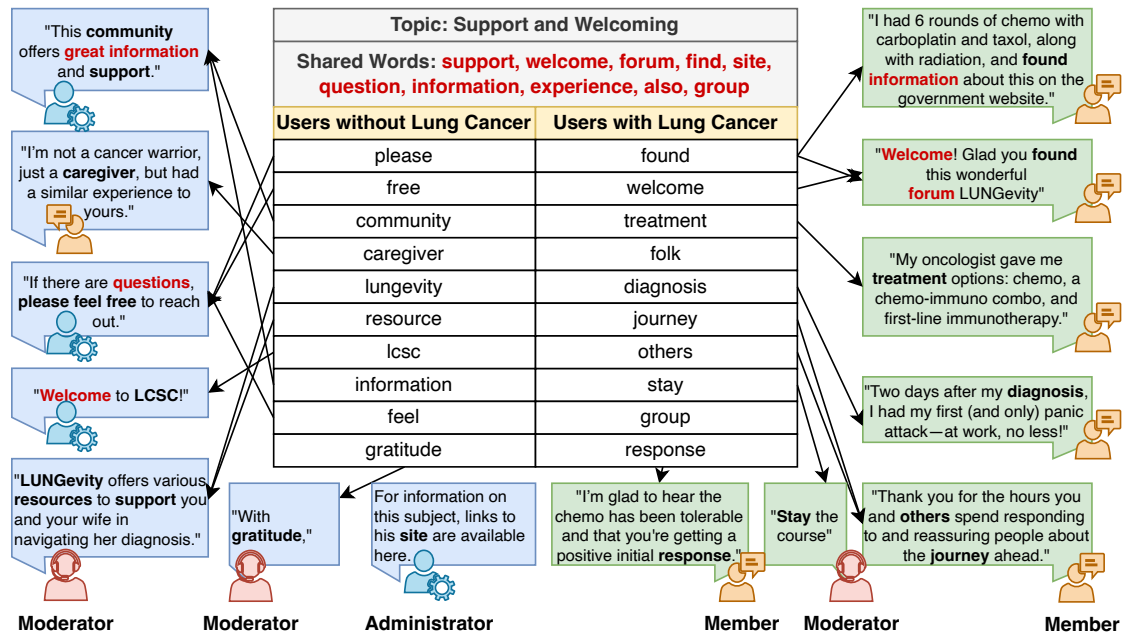 Topic: Support and Welcoming
Shared Words: support, welcome, forum, find, site,
question, information, experience, also, group
Users without Lung Cancer
Users with Lung Cancer
please
found
free
welcome
community
treatment
caregiver
folk
lungevity
diagnosis
resource
journey
lcsc
others
information
stay
feel
group
gratitude
response
"This community
offers great information
and support."
"I'm not a cancer warrior,
just a caregiver, but had
a similar experience to
yours."
"If there are questions,
please feel free to reach
out."
"Welcome to LCSC!"
"LUNGevity offers various
resources to support you
and your wife in
navigating her diagnosis."
"With
gratitude,"
For information on
this subject, links to
his site are available
here.
"I'm glad to hear the
chemo has been tolerable
and that you're getting a
positive initial response."
"Stay the
course"
"Thank you for the hours you
and others spend responding
to and reassuring people about
the journey ahead."
"I had 6 rounds of chemo with
carboplatin and taxol, along
with radiation, and found
information about this on the
government website."
"Welcome! Glad you found
this wonderful
forum LUNGevity"
"My oncologist gave me
treatment options: chemo, a
chemo-immuno combo, and
first-line immunotherapy."
"Two days after my diagnosis,
I had my first (and only) panic
attack—at work, no less!"
Moderator
Moderator
Administrator
Member
Moderator
Member